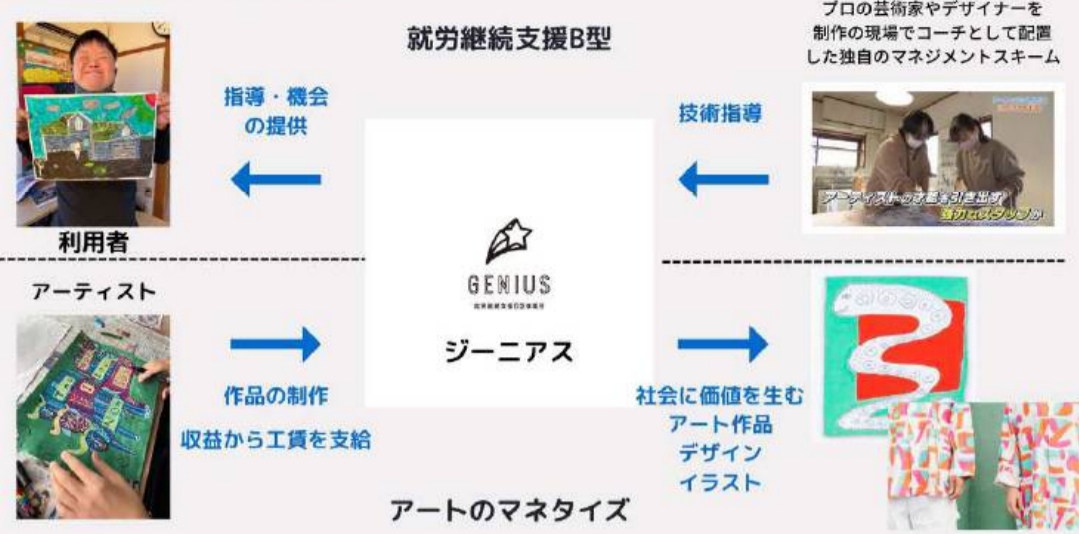 就労継続支援B型
プロの芸術家やデザイナーを
制作の現場でコーチとして配置
した独自のマネジメントスキーム
指導・機会
の提供
技術指導
アーティストの才能を引き出す
強力なスタッフが
利用者
アーティスト
GENIUS
ジーニアス
作品の制作
収益から工賃を支給
社会に価値を生む
アート作品
デザイン
イラスト
アートのマネタイズ